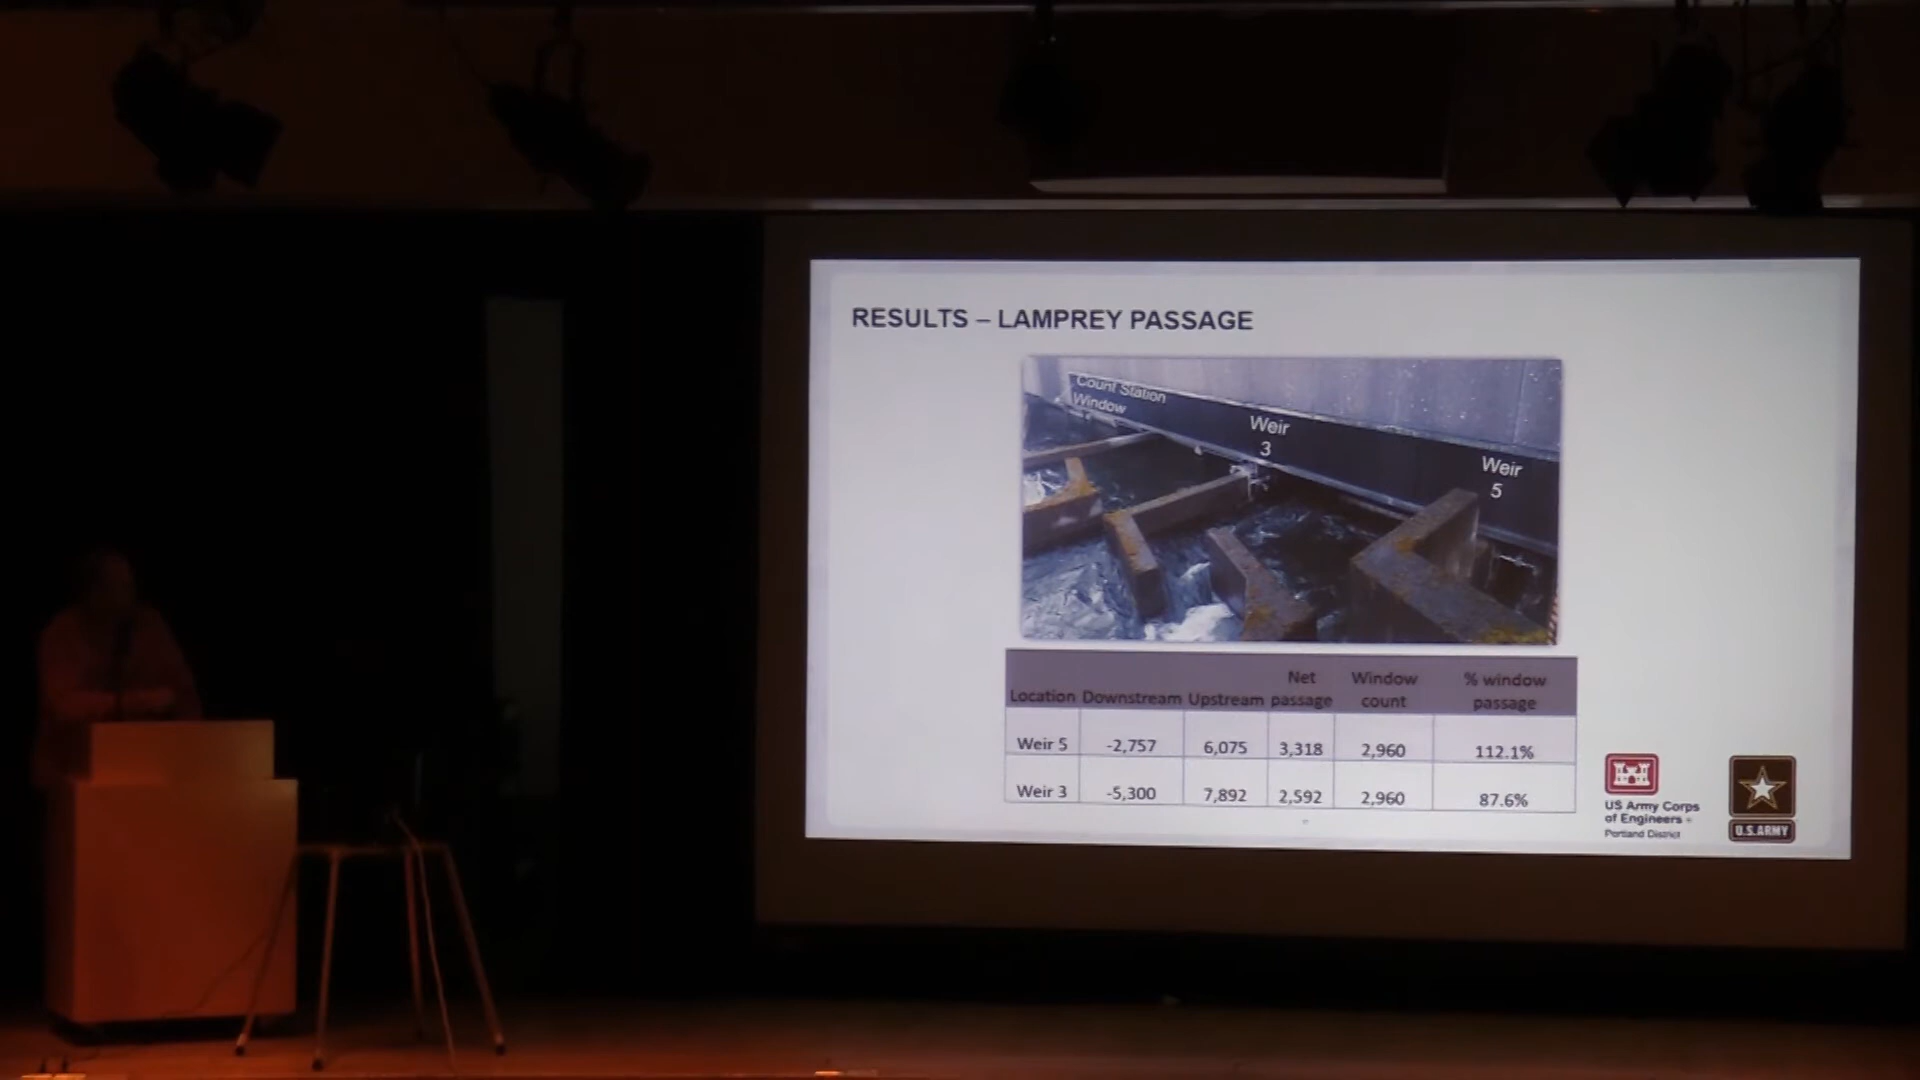 RESULTS – LAMPREY PASSAGE
Count Station
Window
Weir
3
Weir
5
Location Downstream Upstream Net passage Window count % window passage
Weir 5 -2,757 6,075 3,318 2,960 112.1%
Weir 3 -5,300 7,892 2,592 2,960 87.6%
US Army Corps
of Engineers
Portland District
U.S. ARMY